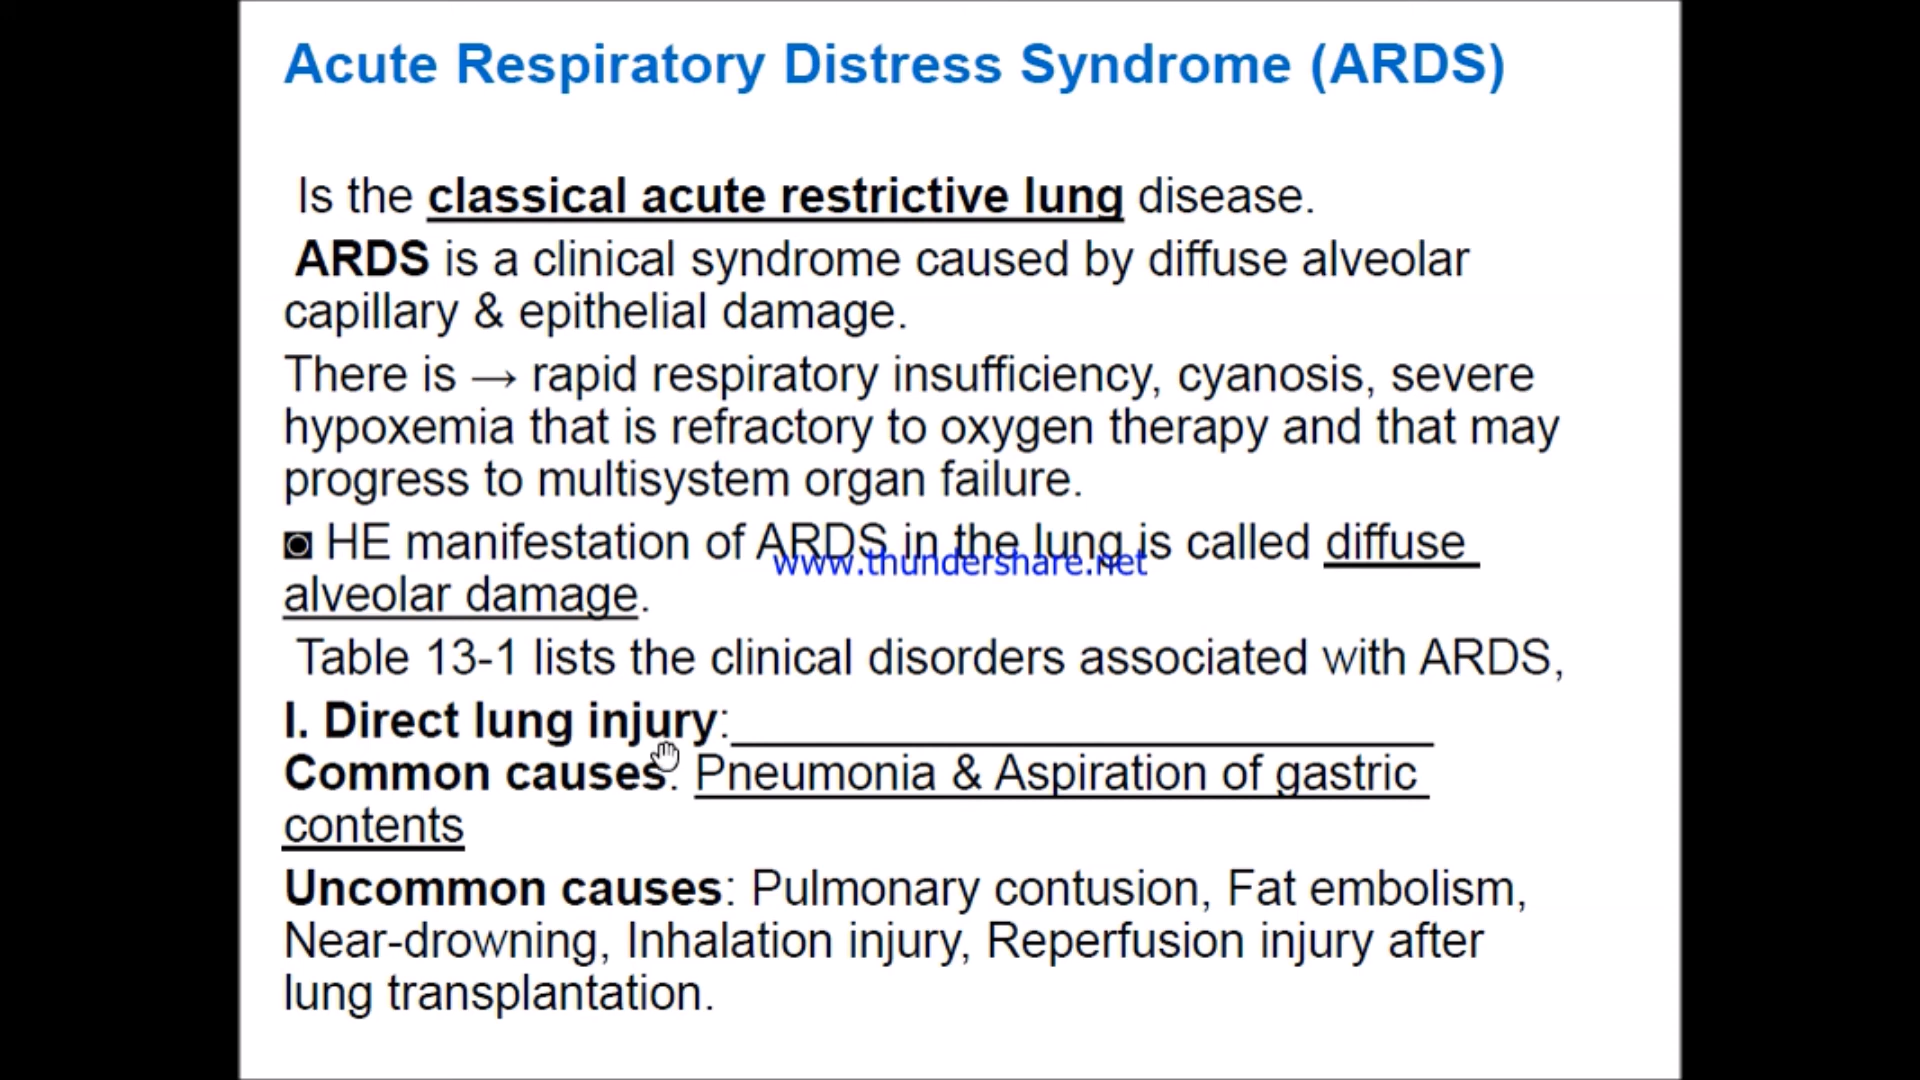 Acute Respiratory Distress Syndrome (ARDS)
Is the classical acute restrictive lung disease.
ARDS is a clinical syndrome caused by diffuse alveolar
capillary & epithelial damage.
There is → rapid respiratory insufficiency, cyanosis, severe
hypoxemia that is refractory to oxygen therapy and that may
progress to multisystem organ failure.
◙ HE manifestation of ARDS in the lung is called diffuse
www.thundershare.net
alveolar damage.
Table 13-1 lists the clinical disorders associated with ARDS,
I. Direct lung injury:
Common causes: Pneumonia & Aspiration of gastric
contents
Uncommon causes: Pulmonary contusion, Fat embolism,
Near-drowning, Inhalation injury, Reperfusion injury after
lung transplantation.